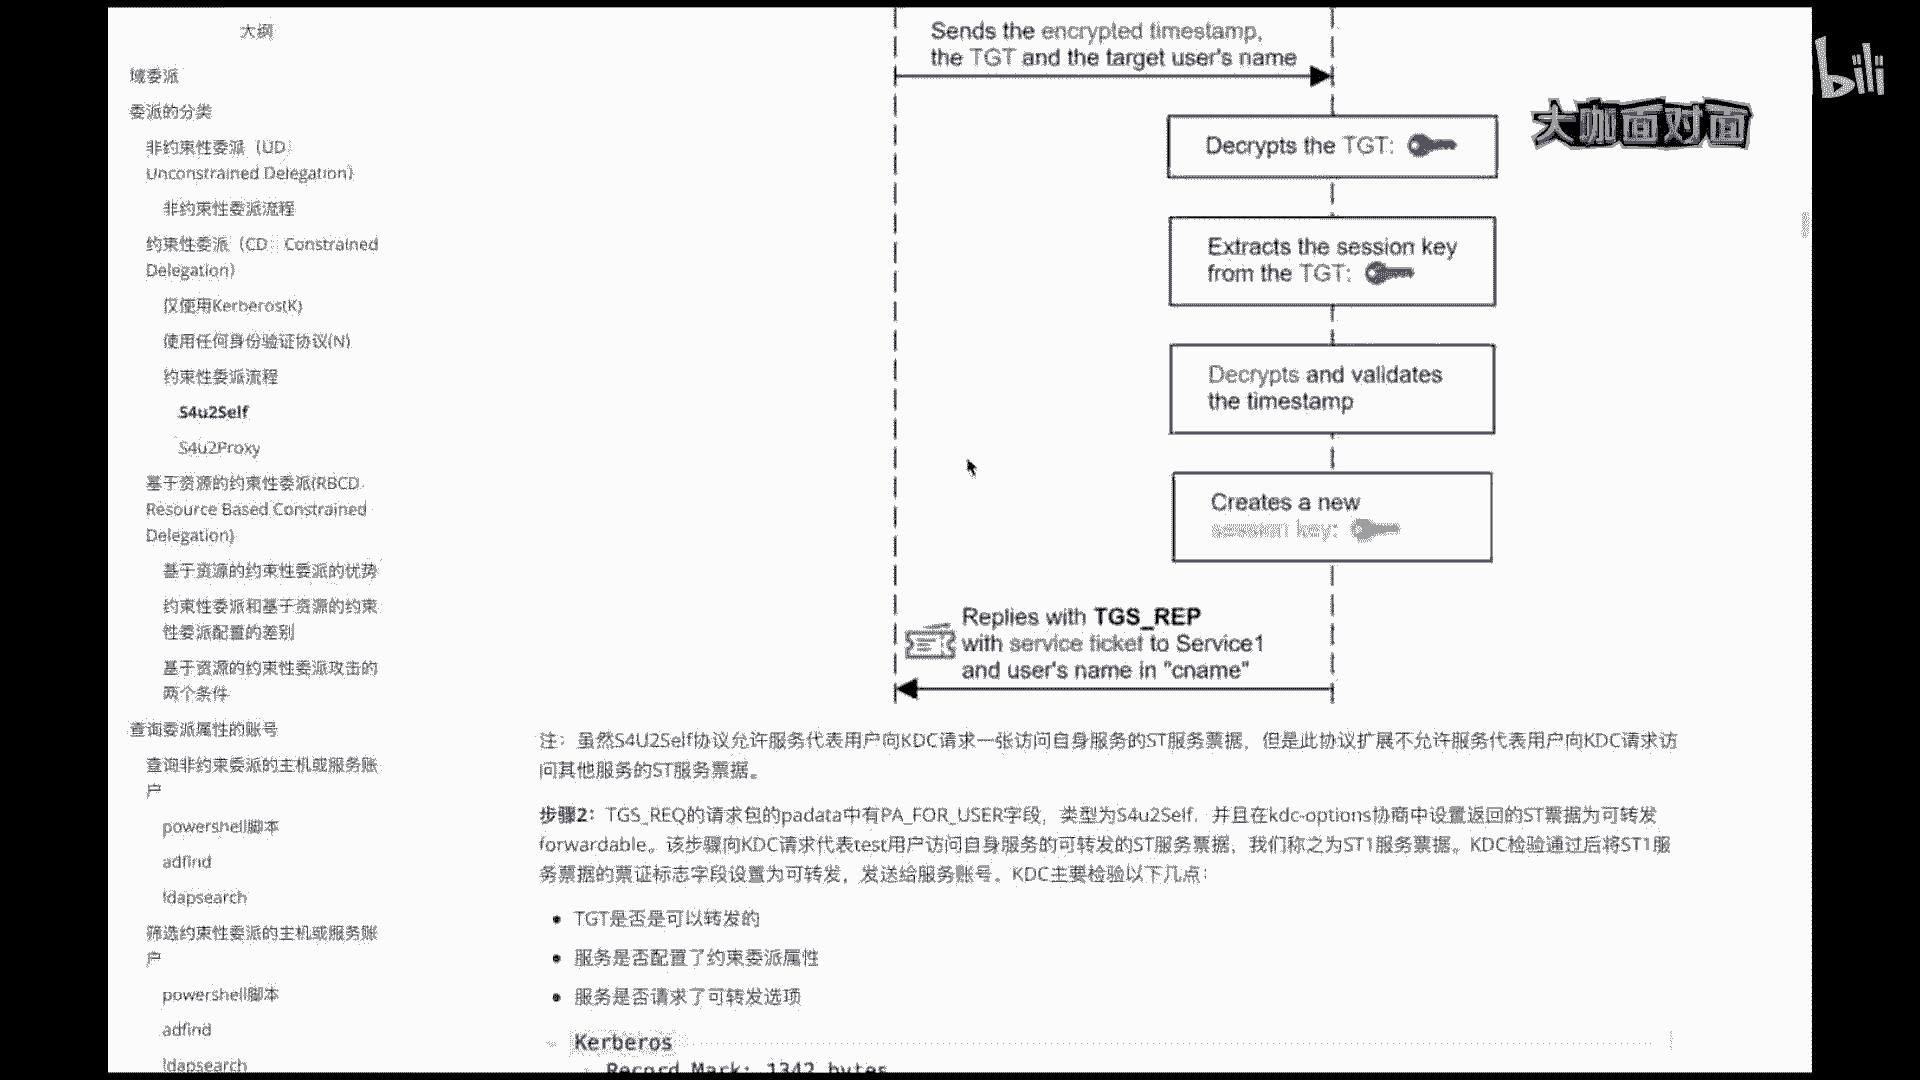 大纲
域委派
委派的分类
非约束性委派（UD
Unconstrained Delegation）
非约束性委派流程
约束性委派（CD Constrained
Delegation）
仅使用Kerberos(K)
使用任何身份验证协议(N)
约束性委派流程
S4u2Self
S4u2Proxy
基于资源的约束性委派(RBCD
Resource Based Constrained
Delegation)
基于资源的约束性委派的优势
约束性委派和基于资源的约束
性委派配置的差别
基于资源的约束性委派攻击的
两个条件
查询委派属性的账号
查询非约束委派的主机或服务账
户
powershell脚本
adfind
ldapsearch
筛选约束性委派的主机或服务账
户
powershell脚本
adfind
ldapsearch
Sends the encrypted timestamp,
the TGT and the target user's name
Decrypts the TGT:
Extracts the session key
from the TGT:
Decrypts and validates
the timestamp
Creates a new
session key:
Replies with TGS_REP
with service ticket to Service1
and user's name in "cname"
注：虽然S4U2Self协议允许服务代表用户向KDC请求一张访问自身服务的ST服务票据，但是此协议扩展不允许服务代表用户向KDC请求访
问其他服务的ST服务票据。
步骤2：TGS_REQ的请求包的padata中有PA_FOR_USER字段，类型为S4u2Self，并且在kdc-options协商中设置返回的ST票据为可转发
forwardable。该步骤向KDC请求代表test用户访问自身服务的可转发的ST服务票据，我们称之为ST1服务票据。KDC检验通过后将ST1服
务票据的票证标志字段设置为可转发，发送给服务账号。KDC主要检验以下几点：
TGT是否是可以转发的
服务是否配置了约束委派属性
服务是否请求了可转发选项
Kerberos
Record Mark: 1342 bytes
bili
大咖面对面